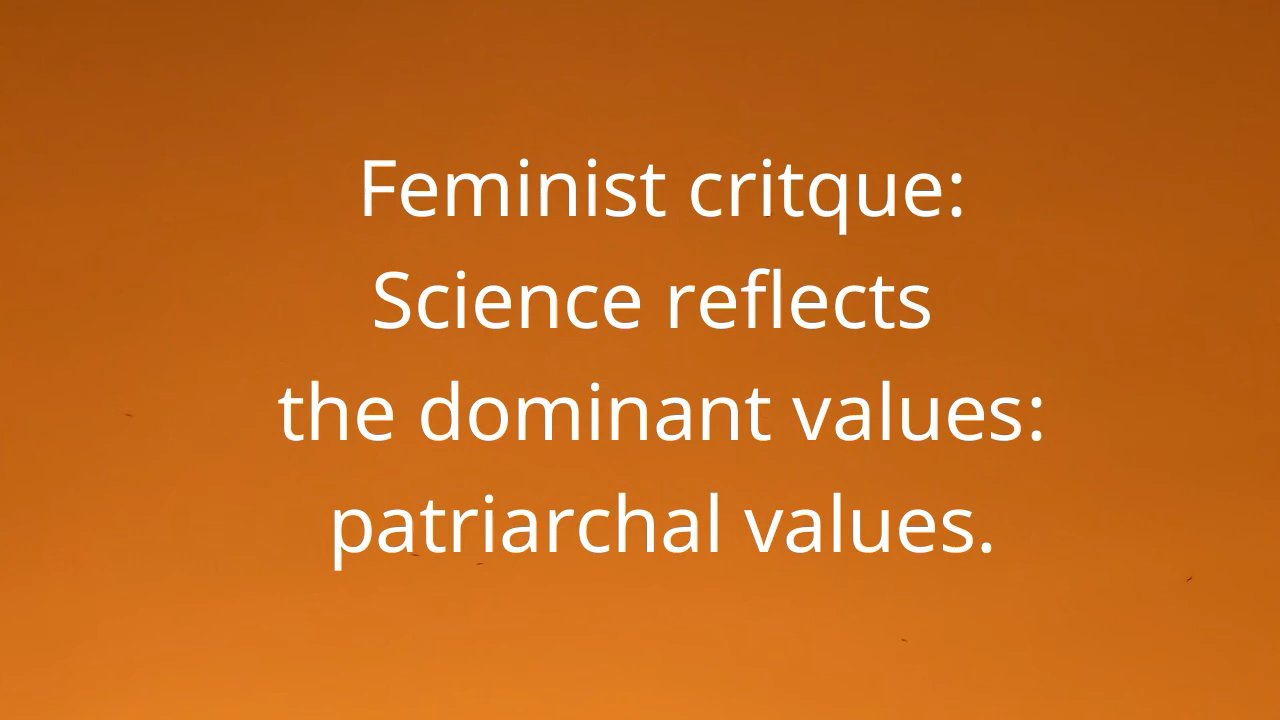 Feminist critque:
Science reflects
the dominant values:
patriarchal values.